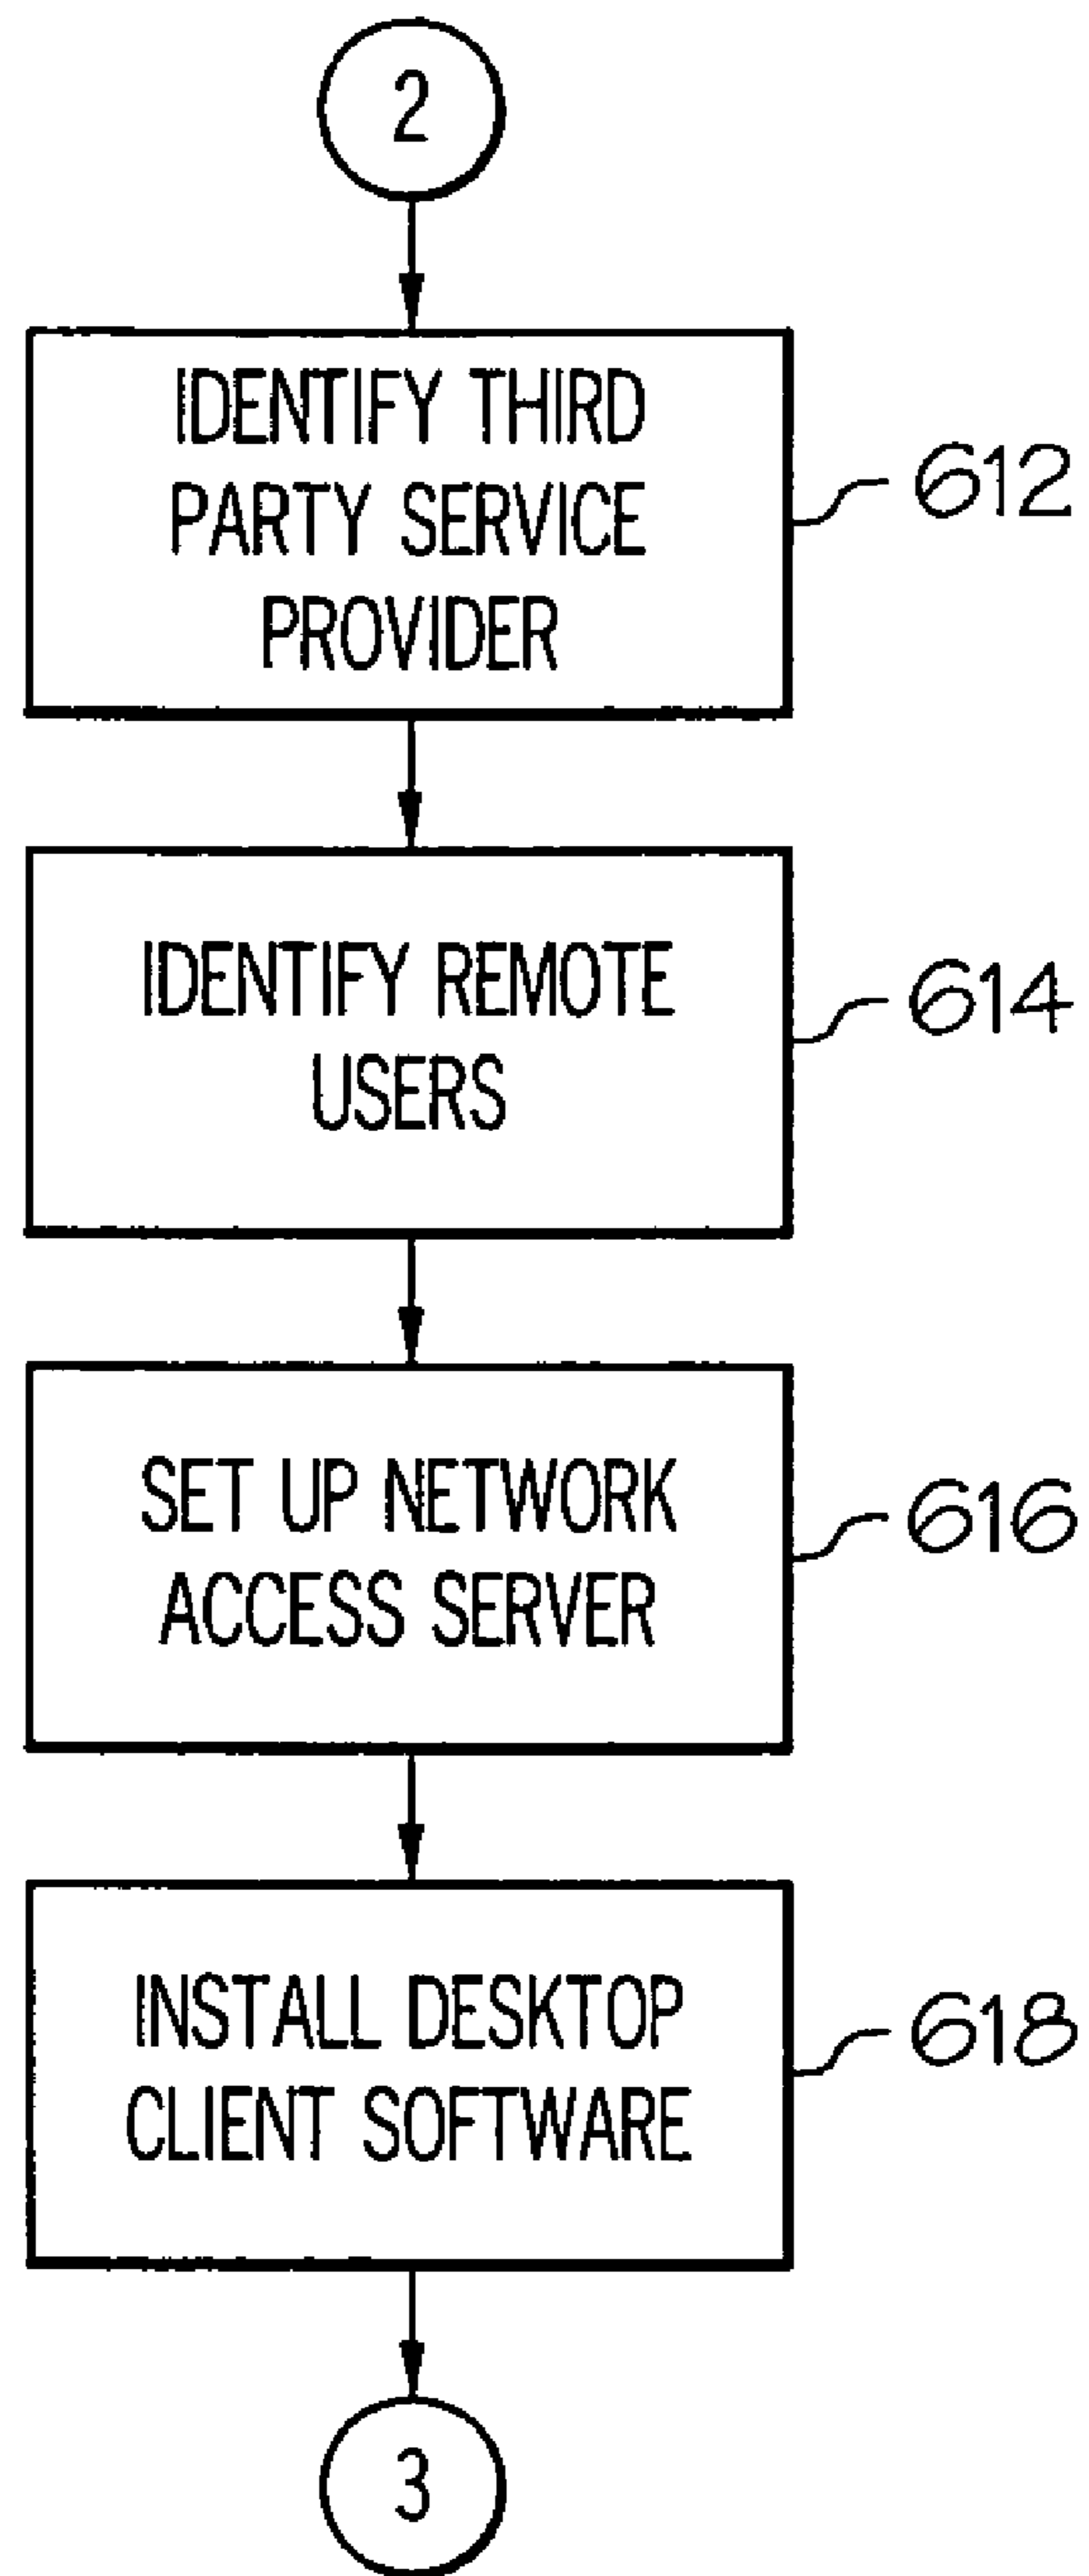 2
IDENTIFY THIRD
PARTY SERVICE
PROVIDER
612
IDENTIFY REMOTE
USERS
614
SET UP NETWORK
ACCESS SERVER
616
INSTALL DESKTOP
CLIENT SOFTWARE
618
3